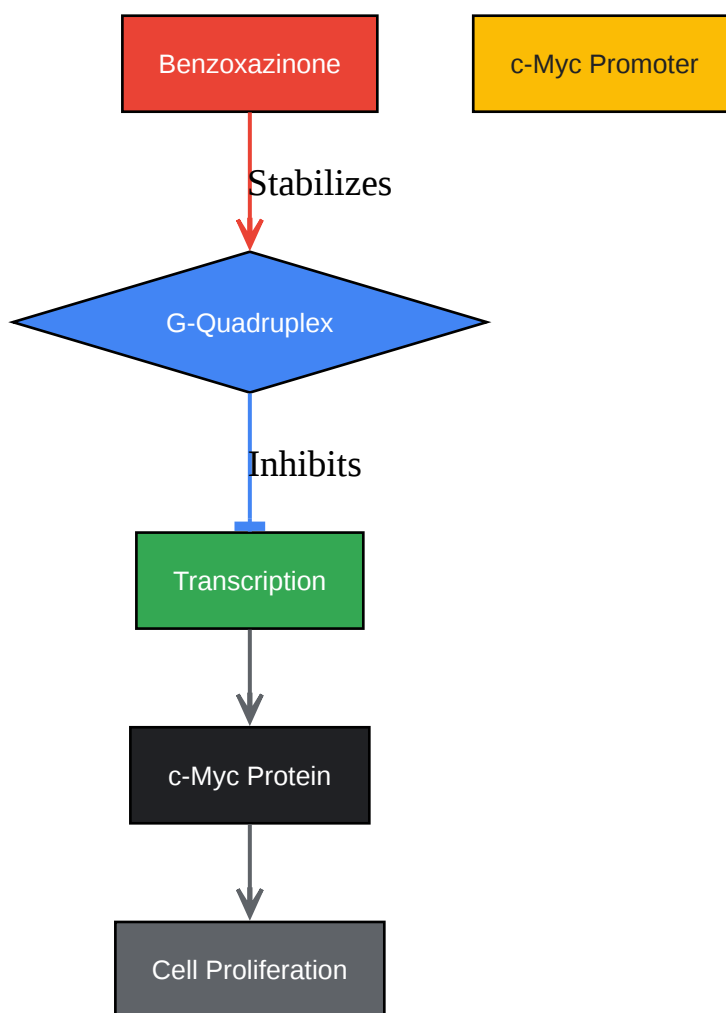 Benzoxazinone
c-Myc Promoter
Stabilizes
G-Quadruplex
Inhibits
Transcription
c-Myc Protein
Cell Proliferation